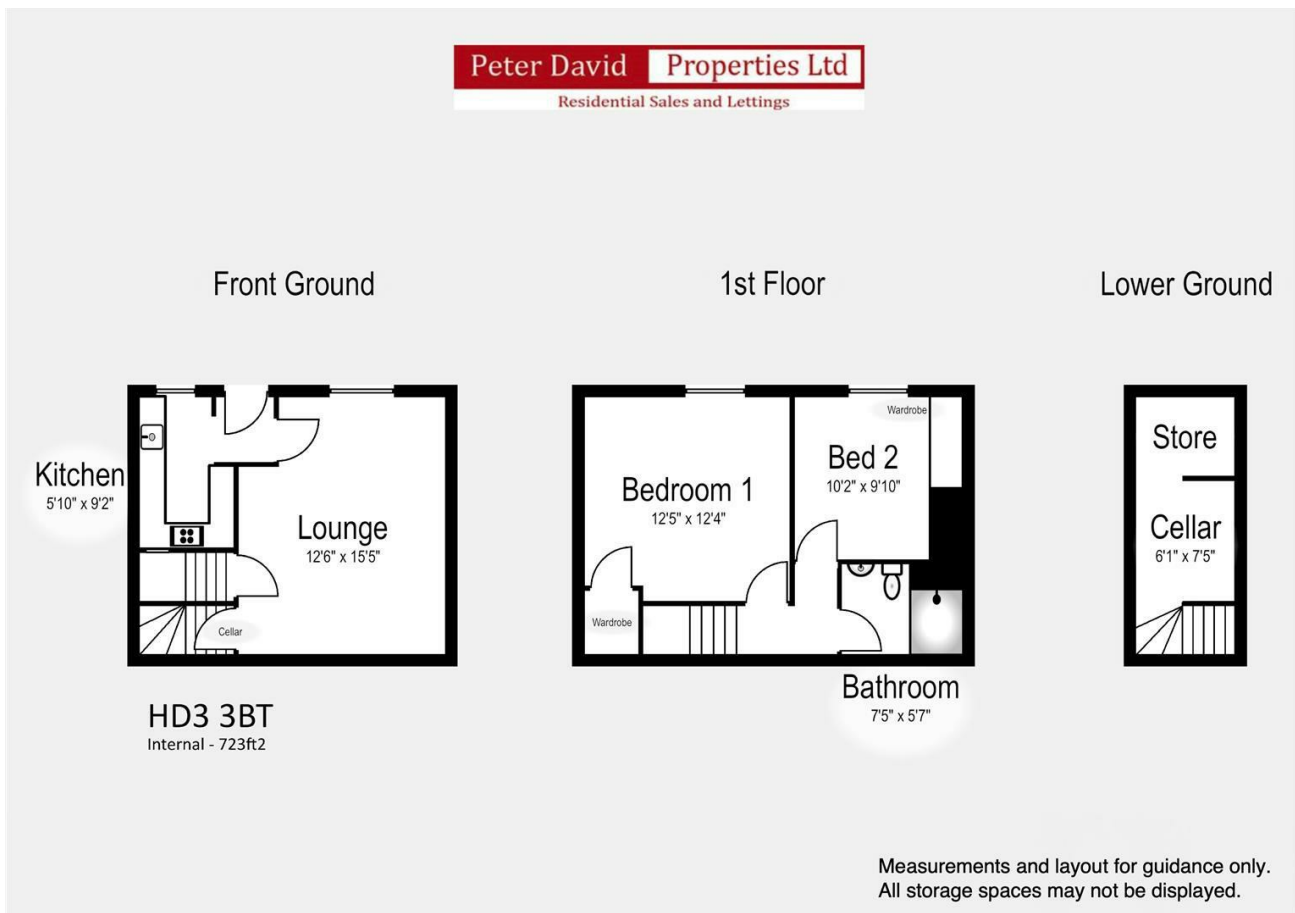 Peter David Properties Ltd
Residential Sales and Lettings
Front Ground
1st Floor
Lower Ground
Kitchen
5'10" x 9'2"
Lounge
12'6" x 15'5"
Cellar
Bedroom 1
12'5" x 12'4"
Wardrobe
Bed 2
10'2" x 9'10"
Wardrobe
Bathroom
7'5" x 5'7"
Store
Cellar
6'1" x 7'5"
HD3 3BT
Internal - 723ft2
Measurements and layout for guidance only.
All storage spaces may not be displayed.